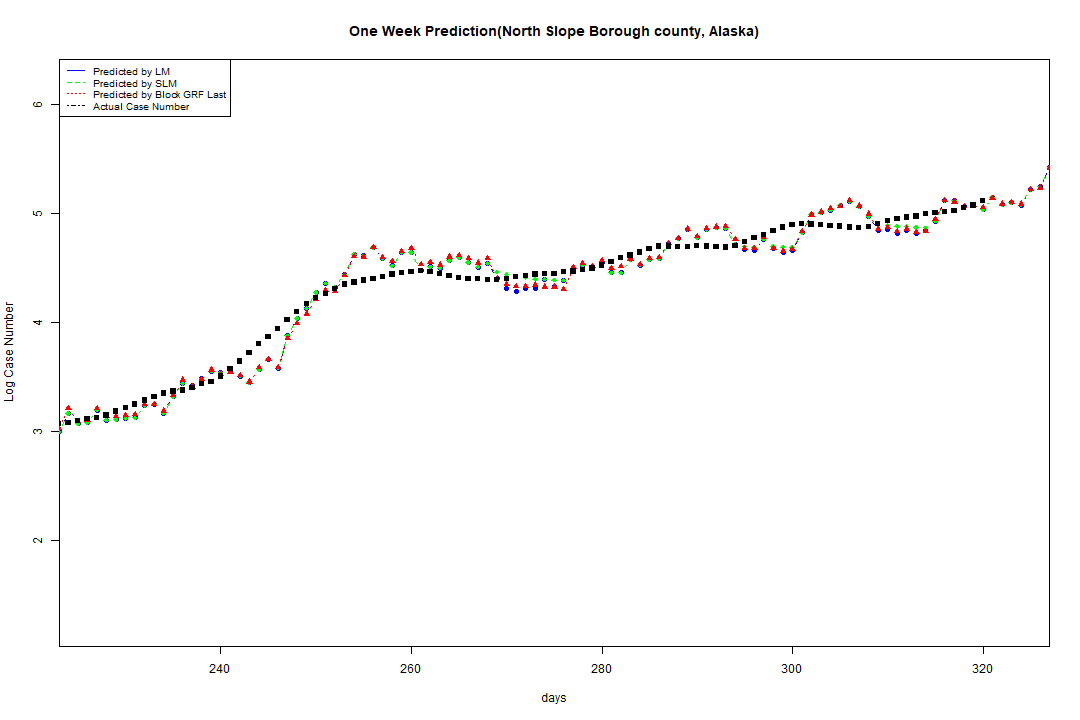 One Week Prediction(North Slope Borough county, Alaska)
Predicted by LM
Predicted by SLM
Predicted by Block GRF Last
Actual Case Number
6
5
4
3
2
Log Case Number
240 260 280 300 320
days